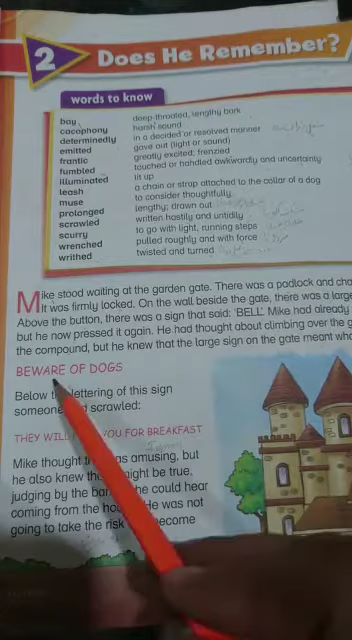 2 Does He Remember?
words to know
bay deep-throated, lengthy bark
cacophony harsh sound
determinedly in a decided or resolved manner
emitted gave out (light or sound)
frantic greatly excited; frenzied
fumbled touched or handled awkwardly and uncertainly
illuminated lit up
leash a chain or strap attached to the collar of a dog
muse to consider thoughtfully
prolonged lengthy; drawn out
scrawled written hastily and untidily
scurry to go with light, running steps
wrenched pulled roughly and with force
writhed twisted and turned
Mike stood waiting at the garden gate. There was a padlock and cha
It was firmly locked. On the wall beside the gate, there was a large
Above the button, there was a sign that said: 'BELL'. Mike had already
but he now pressed it again. He had thought about climbing over the g
the compound, but he knew that the large sign on the gate meant wh
BEWARE OF DOGS
Below lettering of this sign
someone scrawled:
THEY WILL YOU FOR BREAKFAST
Mike thought as amusing, but
he also knew might be true,
judging by the bar he could hear
coming from the ho He was not
going to take the risk become